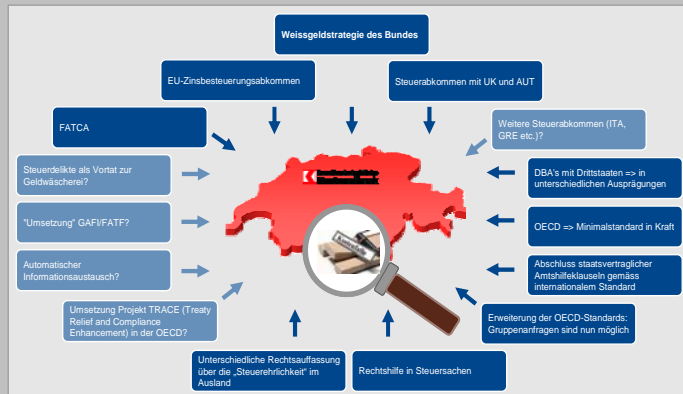 Weissgeldstrategie des Bundes
EU-Zinsbesteuerungsabkommen
Steuerabkommen mit UK und AUT
FATCA
Weitere Steuerabkommen (ITA,
GRE etc.)?
Steuerdelikte als Vortat zur
Geldwäscherei?
DBA's mit Drittstaaten => in
unterschiedlichen Ausprägungen
"Umsetzung" GAFI/FATF?
OECD => Minimalstandard in Kraft
Automatischer
Informationsaustausch?
Abschluss staatsvertraglicher
Amtshilfeklauseln gemäss
internationalem Standard
Umsetzung Projekt TRACE (Treaty
Relief and Compliance
Enhancement) in der OECD?
Erweiterung der OECD-Standards:
Gruppenanfragen sind nun möglich
Unterschiedliche Rechtsauffassung
über die „Steuerehrlichkeit" im
Ausland
Rechtshilfe in Steuersachen